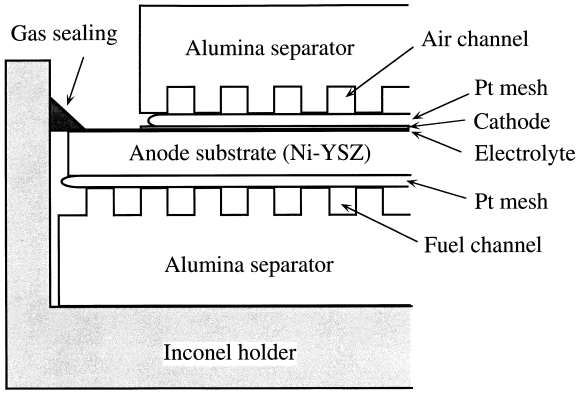 Gas sealing
Alumina separator
Air channel
Pt mesh
Cathode
Electrolyte
Anode substrate (Ni-YSZ)
Pt mesh
Fuel channel
Alumina separator
Inconel holder